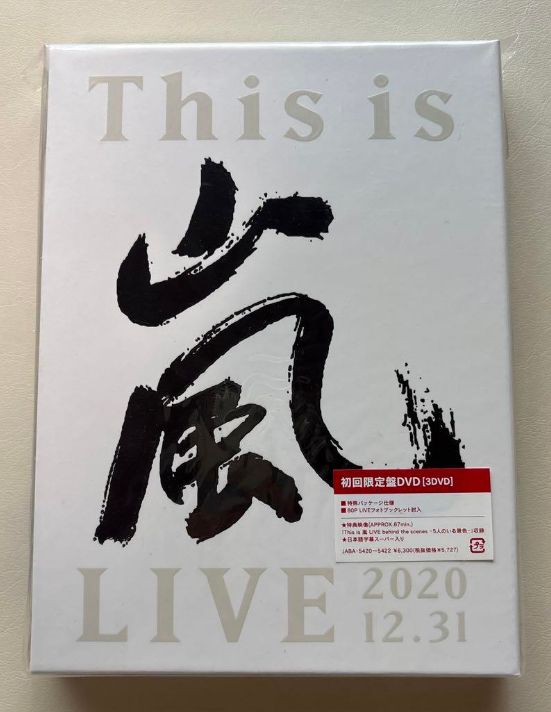 This is
嵐
初回限定盤DVD[3DVD]
■特殊パッケージ仕様
■80P LIVEフォトブックレット封入
★特典映像(APPROX.87min.)
「This is 嵐 LIVE behind the scenes -5人のいる景色-」収録
★日本語字幕スーパー入り
JABA-5420~5422 ¥6,300(税抜価格¥5,727)
LIVE 2020
12.31